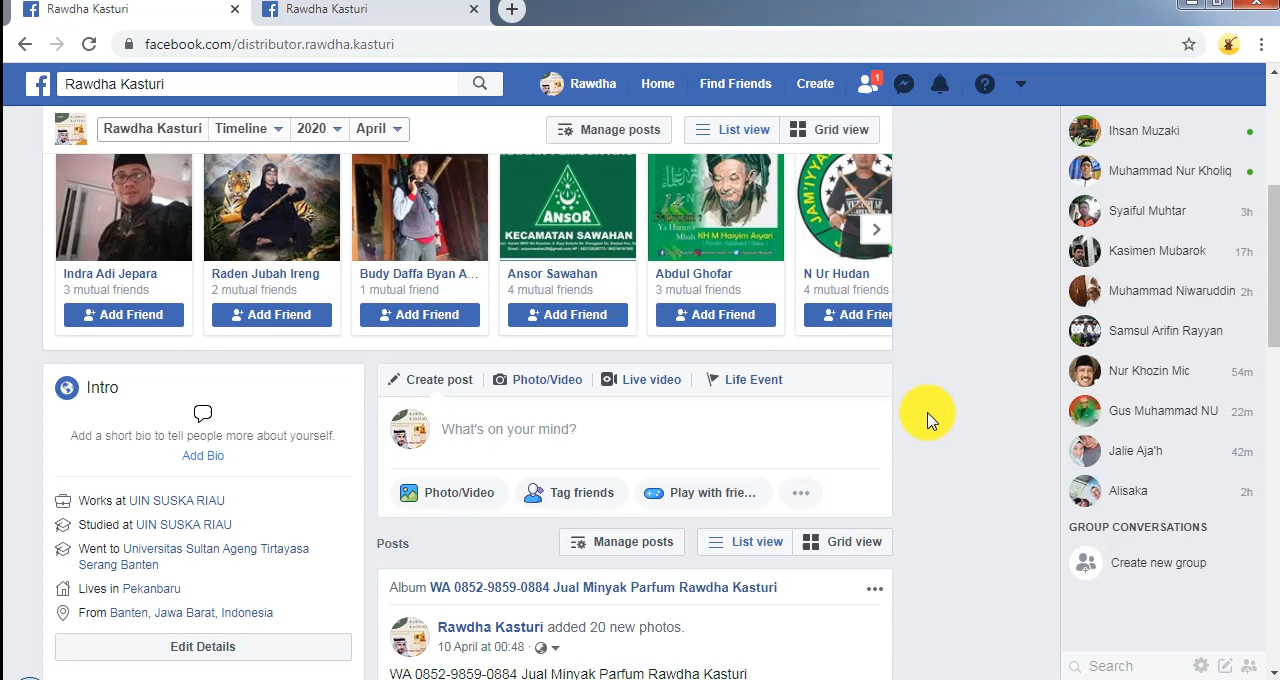 Rawdha Kasturi
Rawdha Kasturi
facebook.com/distributor.rawdha.kasturi
Rawdha Kasturi
Rawdha
Home
Find Friends
Create
1
Rawdha Kasturi
Timeline
2020
April
Manage posts
List view
Grid view
ANSOR
KECAMATAN SAWAHAN
KH M Hasyim Asyari
Indra Adi Jepara
3 mutual friends
Add Friend
Raden Jubah Ireng
2 mutual friends
Add Friend
Budy Daffa Byan A...
1 mutual friend
Add Friend
Ansor Sawahan
4 mutual friends
Add Friend
Abdul Ghofar
3 mutual friends
Add Friend
N Ur Hudan
4 mutual friends
Add Frien
Intro
Add a short bio to tell people more about yourself.
Add Bio
Works at UIN SUSKA RIAU
Studied at UIN SUSKA RIAU
Went to Universitas Sultan Ageng Tirtayasa
Serang Banten
Lives in Pekanbaru
From Banten, Jawa Barat, Indonesia
Edit Details
Create post
Photo/Video
Live video
Life Event
What's on your mind?
Photo/Video
Tag friends
Play with frie...
Posts
Manage posts
List view
Grid view
Album WA 0852-9859-0884 Jual Minyak Parfum Rawdha Kasturi
Rawdha Kasturi added 20 new photos.
10 April at 00:48
WA 0852-9859-0884 Jual Minyak Parfum Rawdha Kasturi
Ihsan Muzaki
Muhammad Nur Kholiq
Syaiful Muhtar 3h
Kasimen Mubarok 17h
Muhammad Niwaruddin 2h
Samsul Arifin Rayyan
Nur Khozin Mic 54m
Gus Muhammad NU 22m
Jalie Aja'h 42m
Alisaka 2h
GROUP CONVERSATIONS
Create new group
Search